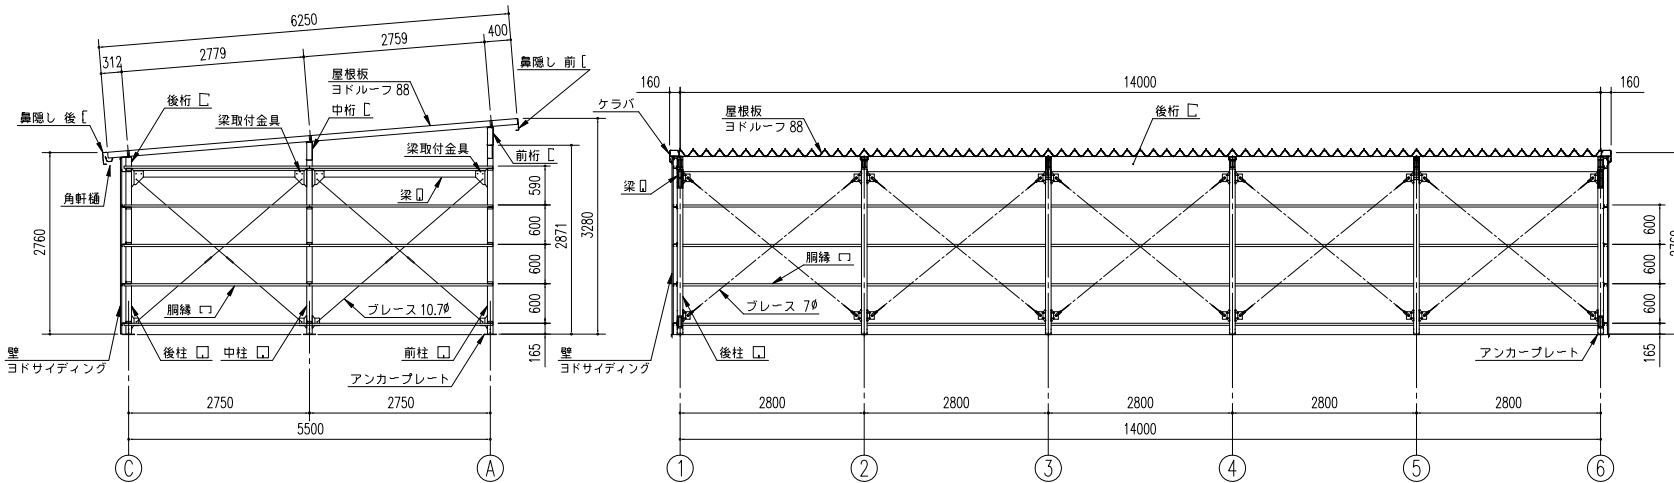 6250
312
2779
2759
400
鼻隠し 前
屋根板
ヨドルーフ 88
後桁
中桁
鼻隠し 後
梁取付金具
梁取付金具
前桁
角軒樋
梁
2760
590
600
600
600
165
2871
3280
胴縁
ブレース 10.7φ
壁
ヨドサイディング
後柱
中柱
前柱
アンカープレート
2750
2750
5500
C
A
160
14000
160
ケラバ
屋根板
ヨドルーフ 88
後桁
梁
胴縁
ブレース 7φ
600
600
600
165
2760
壁
ヨドサイディング
後柱
アンカープレート
2800
2800
2800
2800
2800
14000
1
2
3
4
5
6